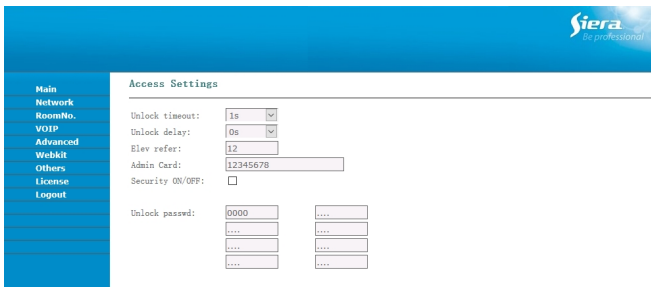 Siera
Be professional
Main
Network
RoomNo.
VOIP
Advanced
Webkit
Others
License
Logout
Access Settings
Unlock timeout: 1s
Unlock delay: 0s
Elev refer: 12
Admin Card: 12345678
Security ON/OFF:
Unlock passwd: 0000 ....
.... ....
.... ....
.... ....